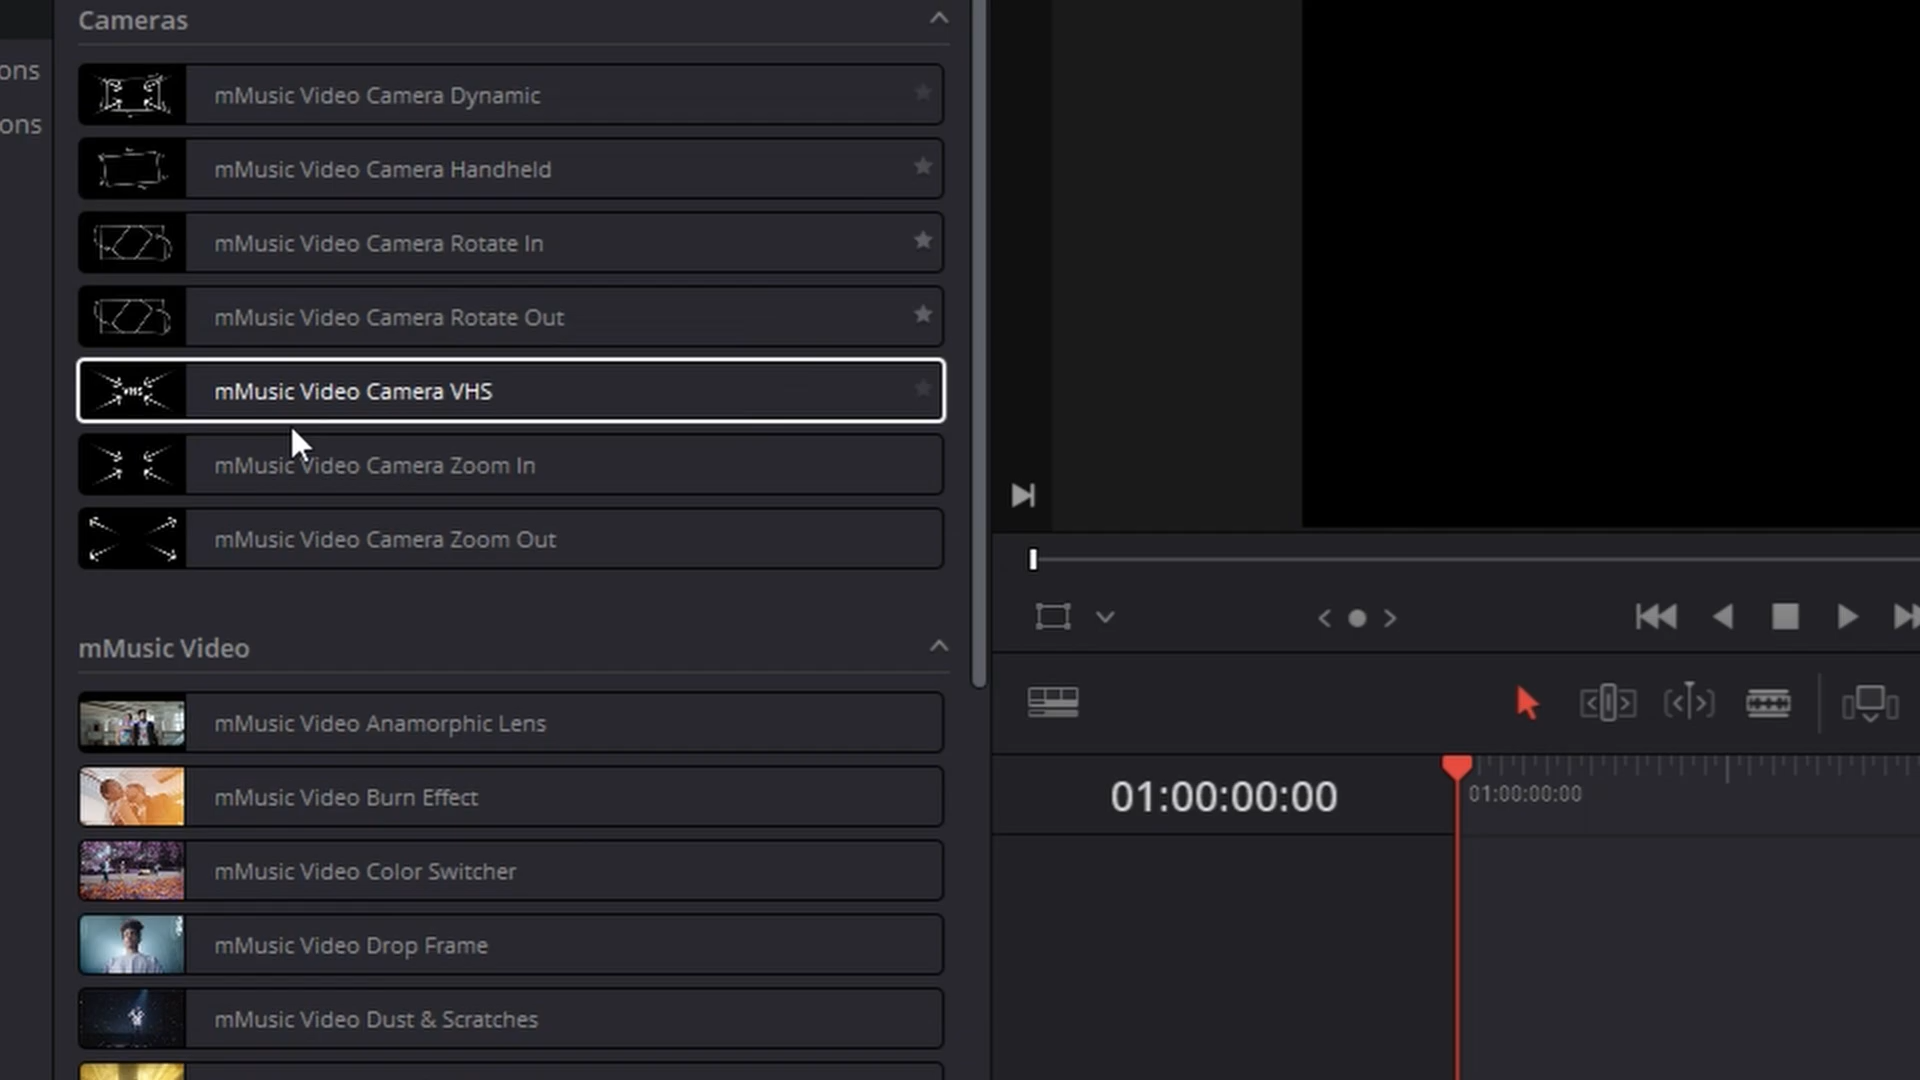 Cameras
ons
ons
mMusic Video Camera Dynamic
mMusic Video Camera Handheld
mMusic Video Camera Rotate In
mMusic Video Camera Rotate Out
VHS
mMusic Video Camera VHS
mMusic Video Camera Zoom In
mMusic Video Camera Zoom Out
mMusic Video
mMusic Video Anamorphic Lens
mMusic Video Burn Effect
mMusic Video Color Switcher
mMusic Video Drop Frame
mMusic Video Dust & Scratches
01:00:00:00
01:00:00:00